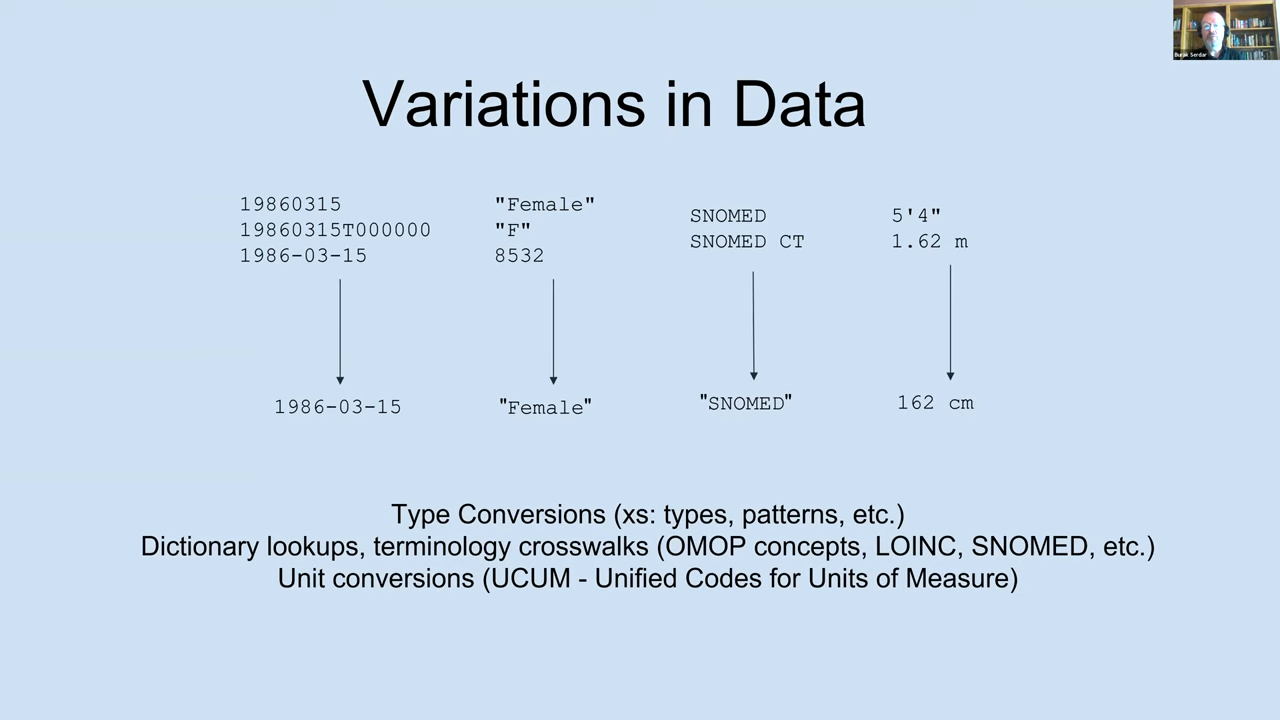 Burak Serdar
Variations in Data
19860315
19860315T000000
1986-03-15
"Female"
"F"
8532
SNOMED
SNOMED CT
5'4"
1.62 m
1986-03-15
"Female"
"SNOMED"
162 cm
Type Conversions (xs: types, patterns, etc.)
Dictionary lookups, terminology crosswalks (OMOP concepts, LOINC, SNOMED, etc.)
Unit conversions (UCUM - Unified Codes for Units of Measure)